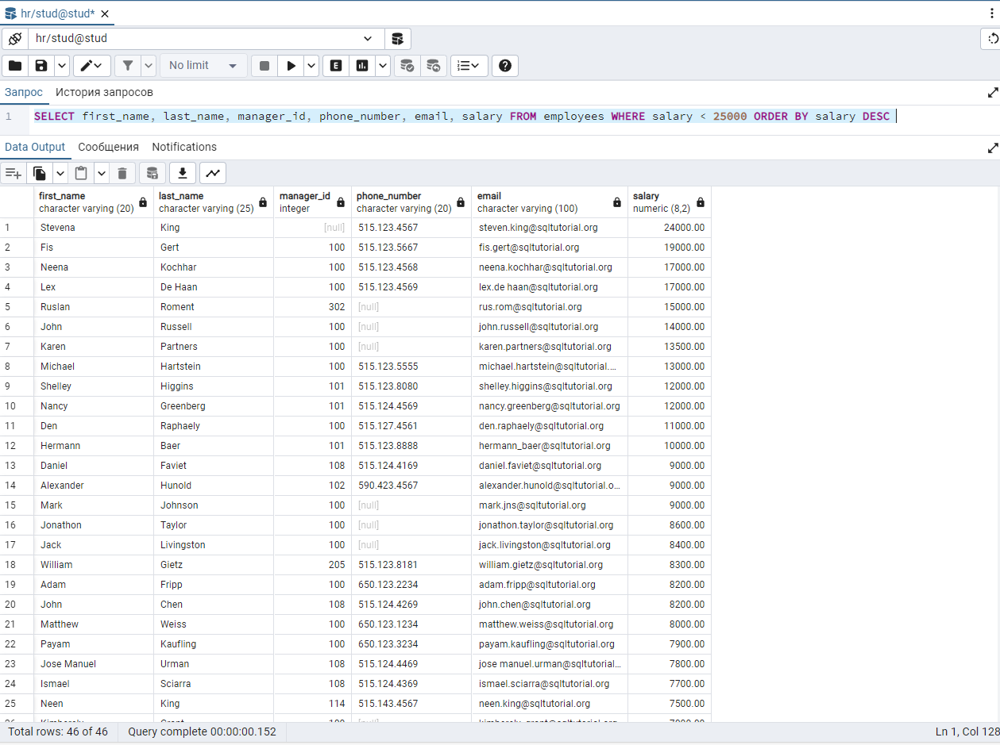 hr/stud@stud*
hr/stud@stud
No limit
E
Запрос История запросов
1 SELECT first_name, last_name, manager_id, phone_number, email, salary FROM employees WHERE salary < 25000 ORDER BY salary DESC
Data Output Сообщения Notifications
first_name last_name manager_id phone_number email salary
character varying (20) character varying (25) integer character varying (20) character varying (100) numeric (8,2)
1 Stevena King [null] 515.123.4567 steven.king@sqltutorial.org 24000.00
2 Fis Gert 100 515.123.5667 fis.gert@sqltutorial.org 19000.00
3 Neena Kochhar 100 515.123.4568 neena.kochhar@sqltutorial.org 17000.00
4 Lex De Haan 100 515.123.4569 lex.de haan@sqltutorial.org 17000.00
5 Ruslan Roment 302 [null] rus.rom@sqltutorial.org 15000.00
6 John Russell 100 [null] john.russell@sqltutorial.org 14000.00
7 Karen Partners 100 [null] karen.partners@sqltutorial.org 13500.00
8 Michael Hartstein 100 515.123.5555 michael.hartstein@sqltutorial.... 13000.00
9 Shelley Higgins 101 515.123.8080 shelley.higgins@sqltutorial.org 12000.00
10 Nancy Greenberg 101 515.124.4569 nancy.greenberg@sqltutorial.org 12000.00
11 Den Raphaely 100 515.127.4561 den.raphaely@sqltutorial.org 11000.00
12 Hermann Baer 101 515.123.8888 hermann_baer@sqltutorial.org 10000.00
13 Daniel Faviet 108 515.124.4169 daniel.faviet@sqltutorial.org 9000.00
14 Alexander Hunold 102 590.423.4567 alexander.hunold@sqltutorial.o... 9000.00
15 Mark Johnson 100 [null] mark.jns@sqltutorial.org 9000.00
16 Jonathon Taylor 100 [null] jonathon.taylor@sqltutorial.org 8600.00
17 Jack Livingston 100 [null] jack.livingston@sqltutorial.org 8400.00
18 William Gietz 205 515.123.8181 william.gietz@sqltutorial.org 8300.00
19 Adam Fripp 100 650.123.2234 adam.fripp@sqltutorial.org 8200.00
20 John Chen 108 515.124.4269 john.chen@sqltutorial.org 8200.00
21 Matthew Weiss 100 650.123.1234 matthew.weiss@sqltutorial.org 8000.00
22 Payam Kaufling 100 650.123.3234 payam.kaufling@sqltutorial.org 7900.00
23 Jose Manuel Urman 108 515.124.4469 jose manuel.urman@sqltutorial... 7800.00
24 Ismael Sciarra 108 515.124.4369 ismael.sciarra@sqltutorial.org 7700.00
25 Neen King 114 515.143.4567 neen.king@sqltutorial.org 7500.00
Total rows: 46 of 46 Query complete 00:00:00.152 Ln 1, Col 128